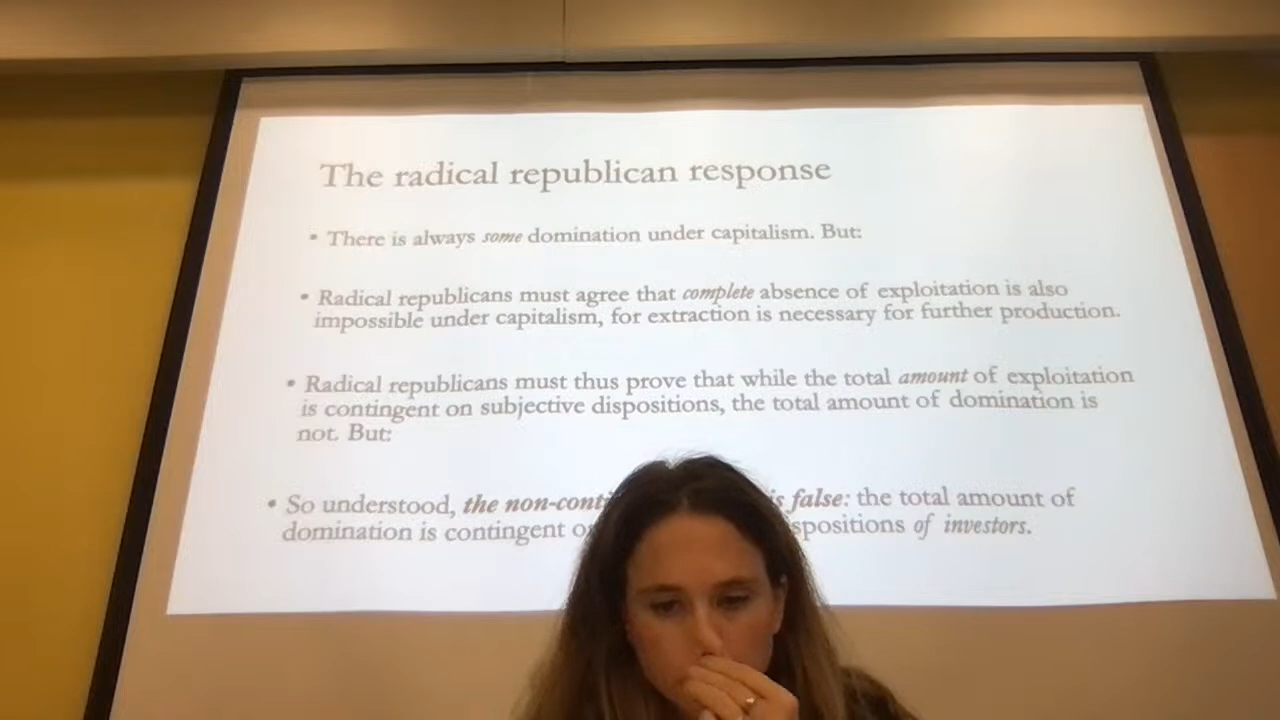 The radical republican response
• There is always some domination under capitalism. But:
• Radical republicans must agree that complete absence of exploitation is also
impossible under capitalism, for extraction is necessary for further production.
• Radical republicans must thus prove that while the total amount of exploitation
is contingent on subjective dispositions, the total amount of domination is
not. But:
• So understood, the is false: the total amount of
domination is contingent of investors.